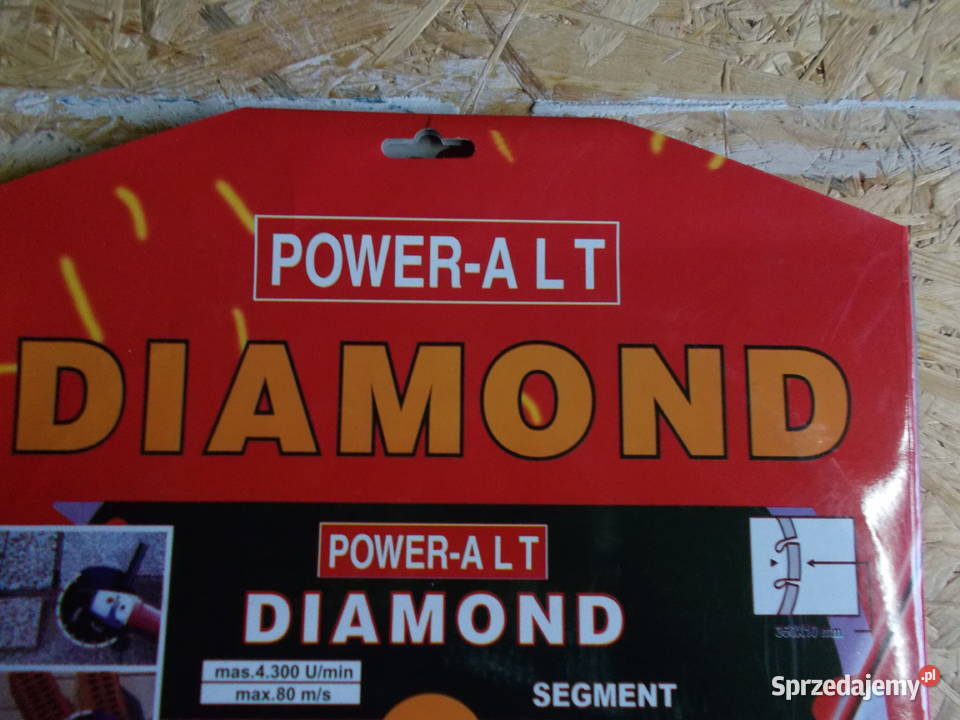 POWER-A L T
DIAMOND
POWER-A L T
DIAMOND
mas.4.300 U/min
max.80 m/s
SEGMENT
Sprzedajemy.pl